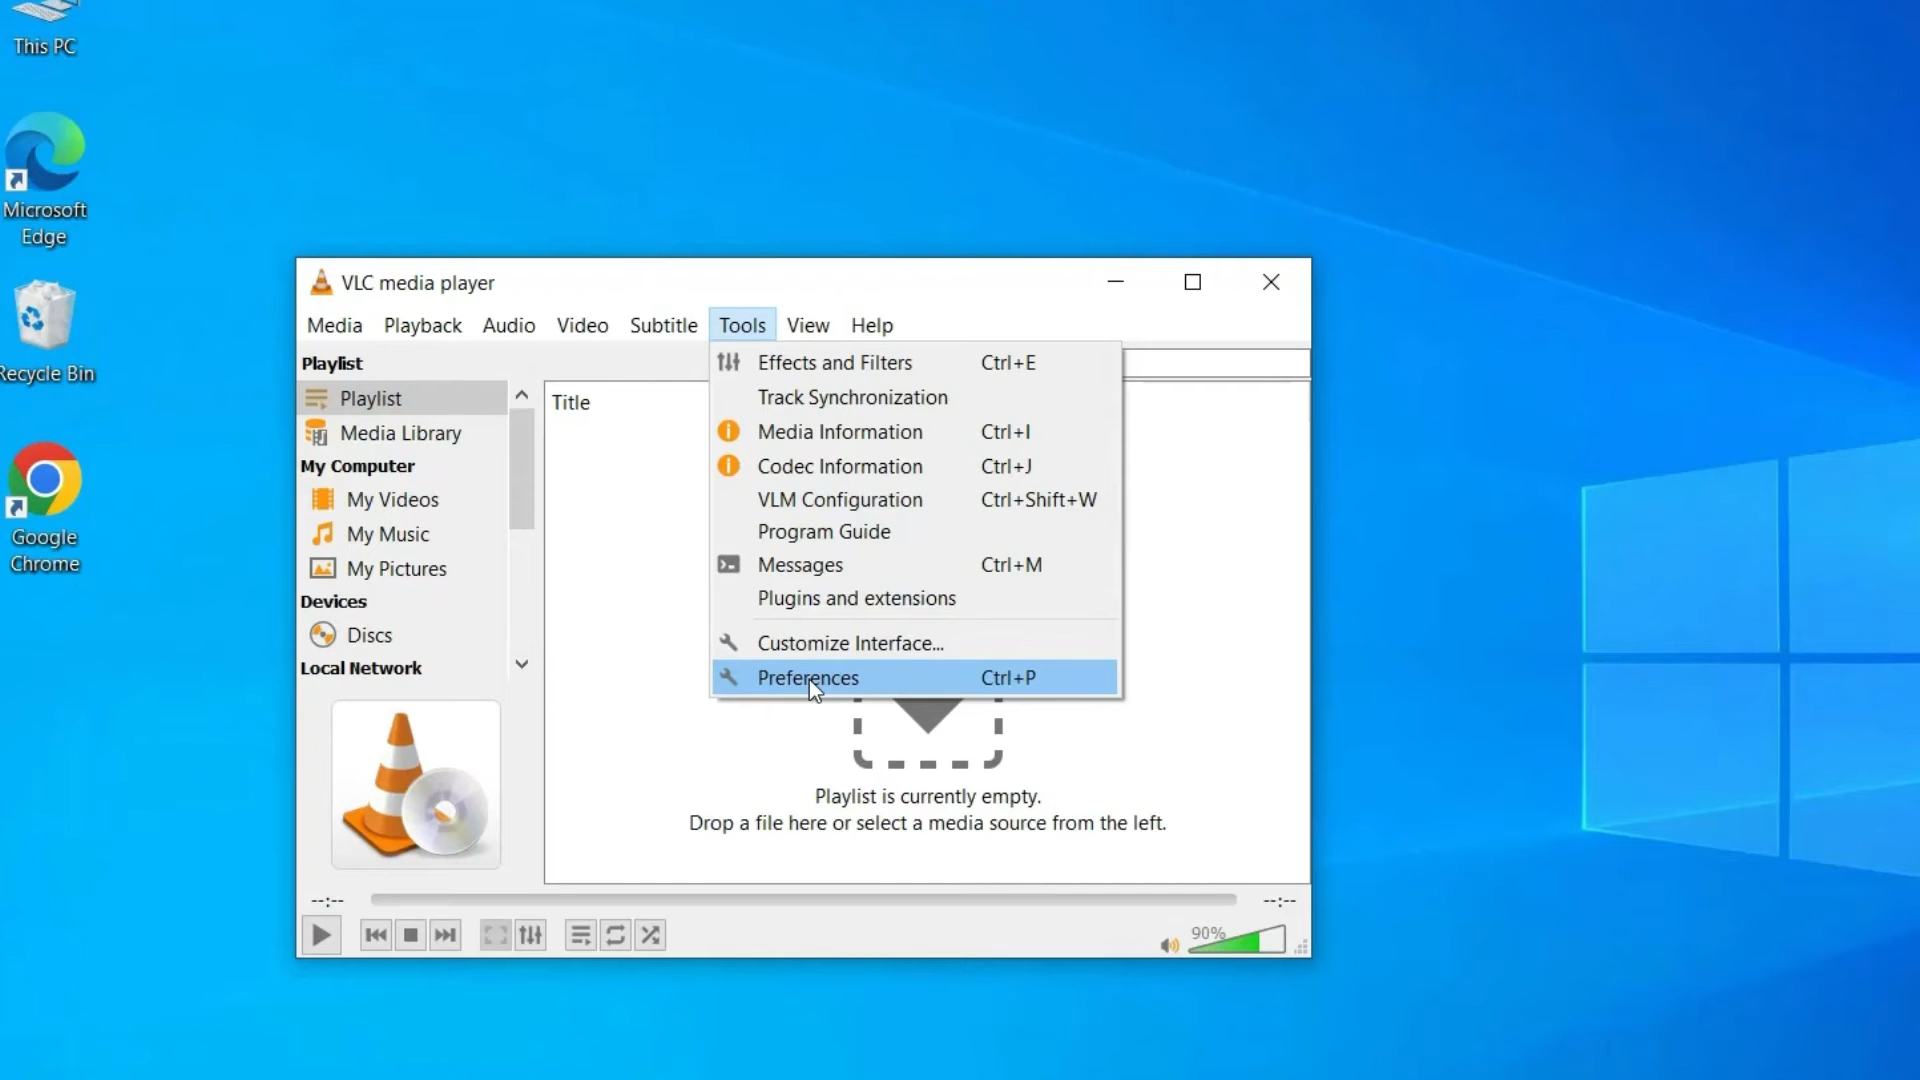 This PC
Microsoft
Edge
Recycle Bin
Google
Chrome
VLC media player
Media Playback Audio Video Subtitle Tools View Help
Playlist
Playlist
Media Library
My Computer
My Videos
My Music
My Pictures
Devices
Discs
Local Network
Title
Effects and Filters Ctrl+E
Track Synchronization
Media Information Ctrl+I
Codec Information Ctrl+J
VLM Configuration Ctrl+Shift+W
Program Guide
Messages Ctrl+M
Plugins and extensions
Customize Interface...
Preferences Ctrl+P
Playlist is currently empty.
Drop a file here or select a media source from the left.
--:-- --:--
90%